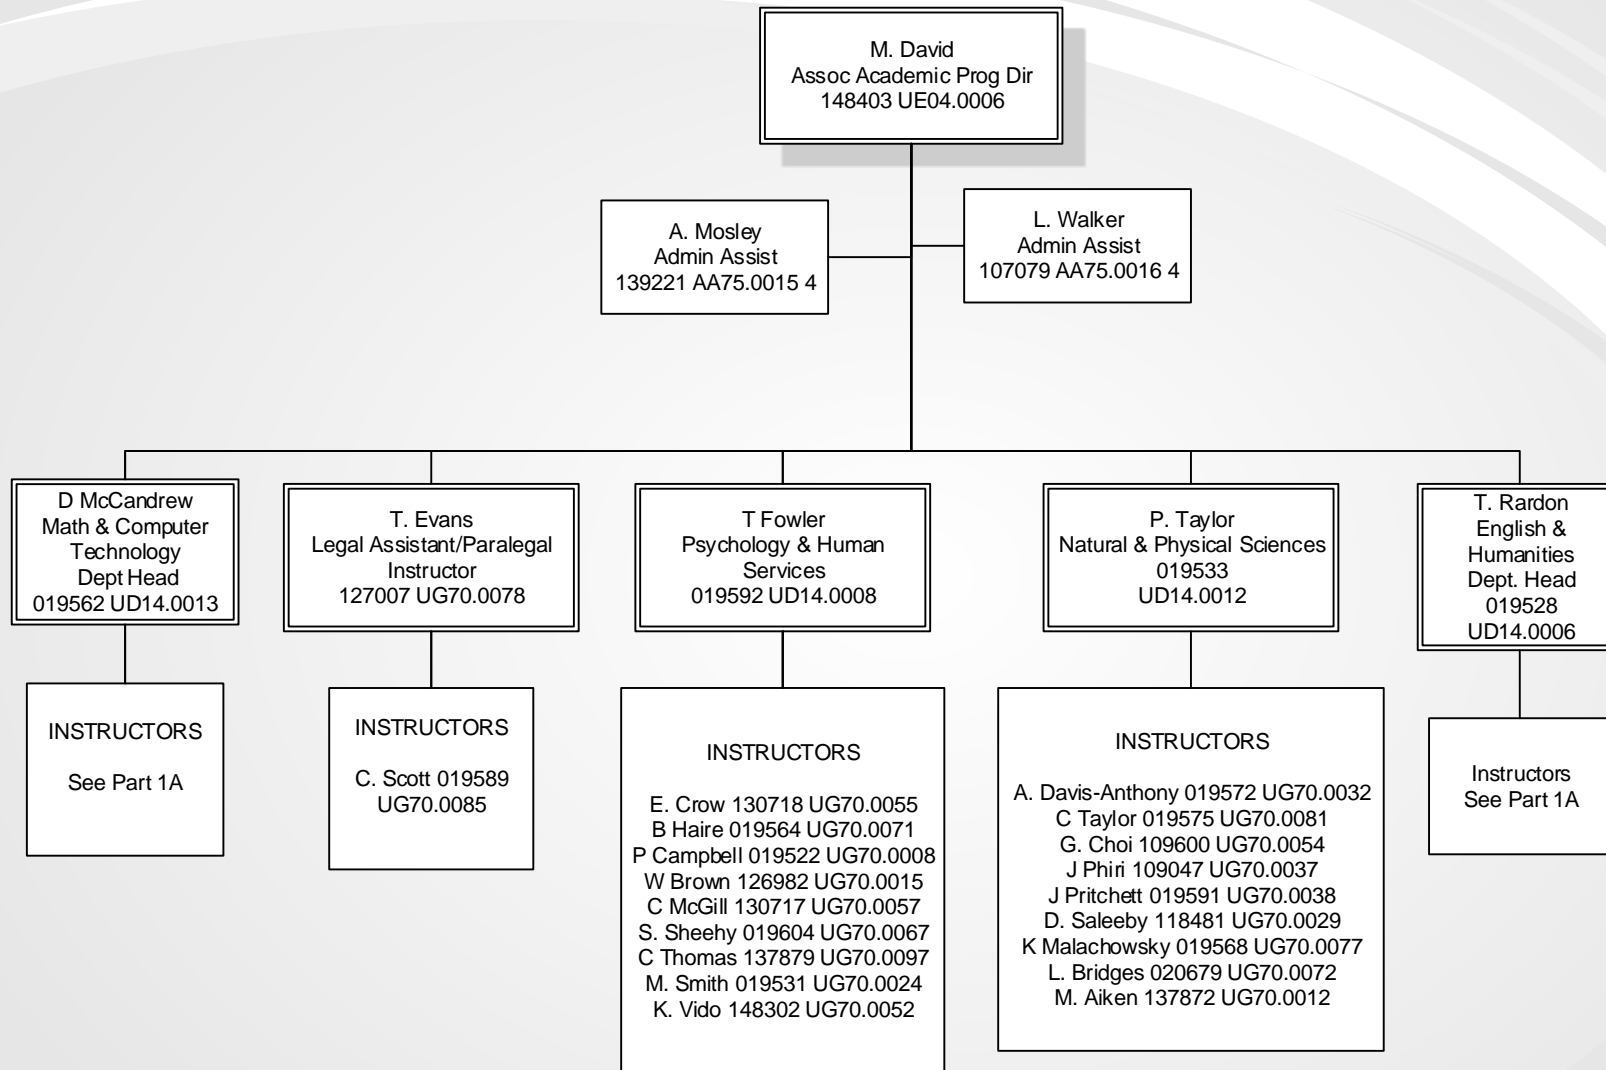 M. David
Assoc Academic Prog Dir
148403 UE04.0006
A. Mosley
Admin Assist
139221 AA75.0015 4
L. Walker
Admin Assist
107079 AA75.0016 4
D McCandrew
Math & Computer
Technology
Dept Head
019562 UD14.0013
T. Evans
Legal Assistant/Paralegal
Instructor
127007 UG70.0078
T Fowler
Psychology & Human
Services
019592 UD14.0008
P. Taylor
Natural & Physical Sciences
019533
UD14.0012
T. Rardon
English &
Humanities
Dept. Head
019528
UD14.0006
INSTRUCTORS
See Part 1A
INSTRUCTORS
C. Scott 019589
UG70.0085
INSTRUCTORS
E. Crow 130718 UG70.0055
B Haire 019564 UG70.0071
P Campbell 019522 UG70.0008
W Brown 126982 UG70.0015
C McGill 130717 UG70.0057
S. Sheehy 019604 UG70.0067
C Thomas 137879 UG70.0097
M. Smith 019531 UG70.0024
K. Vido 148302 UG70.0052
INSTRUCTORS
A. Davis-Anthony 019572 UG70.0032
C Taylor 019575 UG70.0081
G. Choi 109600 UG70.0054
J Phiri 109047 UG70.0037
J Pritchett 019591 UG70.0038
D. Saleeby 118481 UG70.0029
K Malachowsky 019568 UG70.0077
L. Bridges 020679 UG70.0072
M. Aiken 137872 UG70.0012
Instructors
See Part 1A